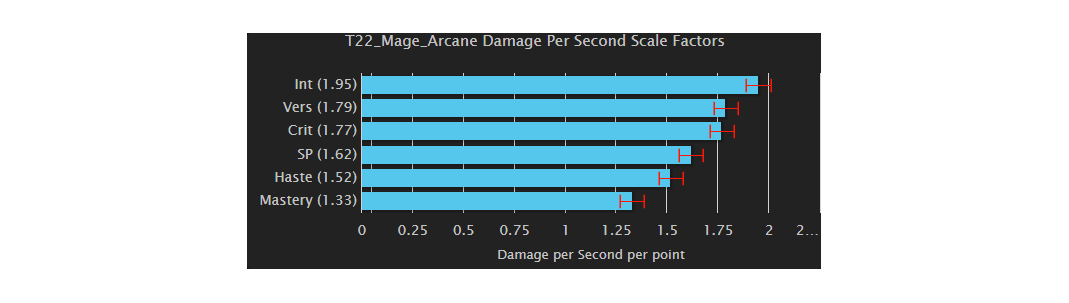 T22_Mage_Arcane Damage Per Second Scale Factors
Int (1.95)
Vers (1.79)
Crit (1.77)
SP (1.62)
Haste (1.52)
Mastery (1.33)
0 0.25 0.5 0.75 1 1.25 1.5 1.75 2 2...
Damage per Second per point